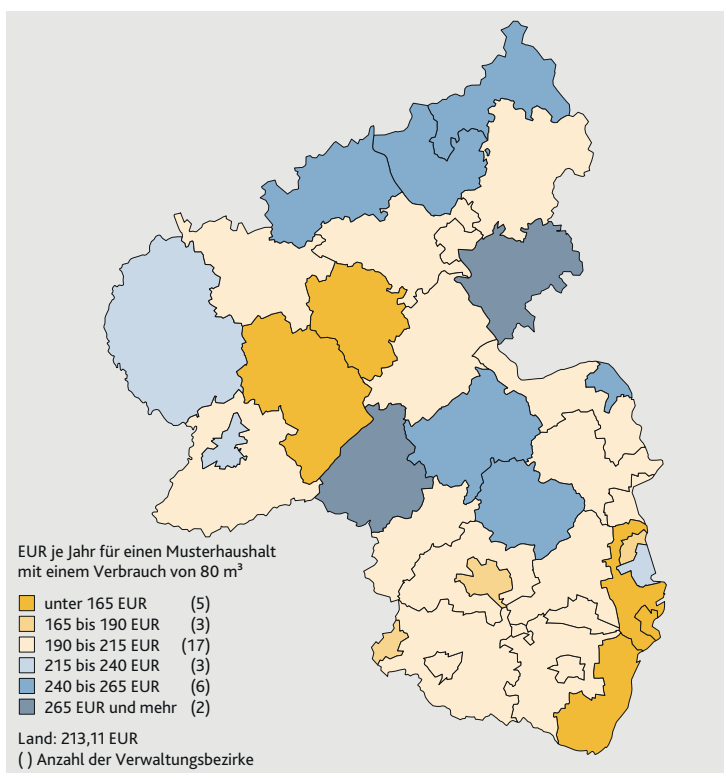 EUR je Jahr für einen Musterhaushalt
mit einem Verbrauch von 80 m³
unter 165 EUR (5)
165 bis 190 EUR (3)
190 bis 215 EUR (17)
215 bis 240 EUR (3)
240 bis 265 EUR (6)
265 EUR und mehr (2)
Land: 213,11 EUR
( ) Anzahl der Verwaltungsbezirke